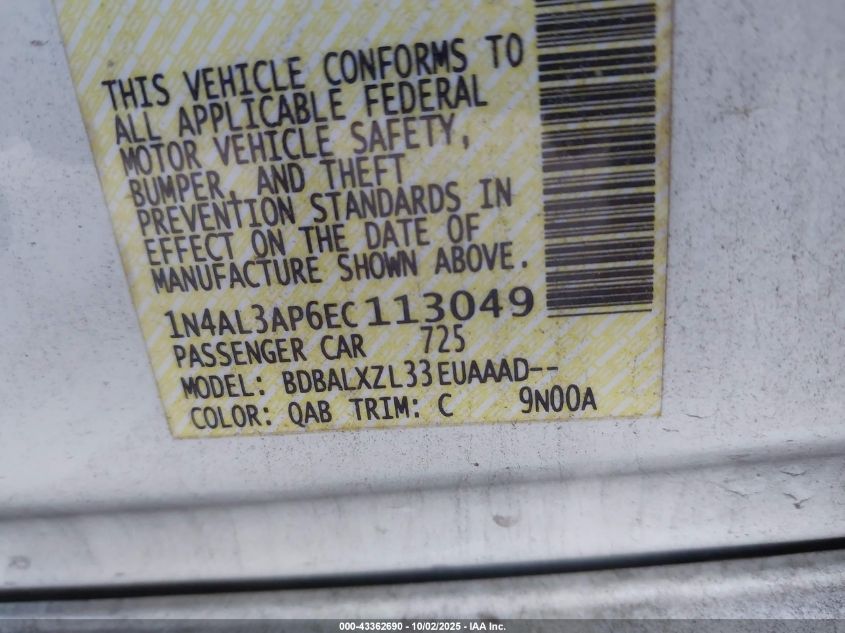 THIS VEHICLE CONFORMS TO
ALL APPLICABLE FEDERAL
MOTOR VEHICLE SAFETY,
BUMPER, AND THEFT
PREVENTION STANDARDS IN
EFFECT ON THE DATE OF
MANUFACTURE SHOWN ABOVE.
1N4AL3AP6EC113049
PASSENGER CAR 725
MODEL: BDBALXZL33EUAAAD--
COLOR: QAB TRIM: C 9N00A
000-43362690 - 10/02/2025 - IAA Inc.